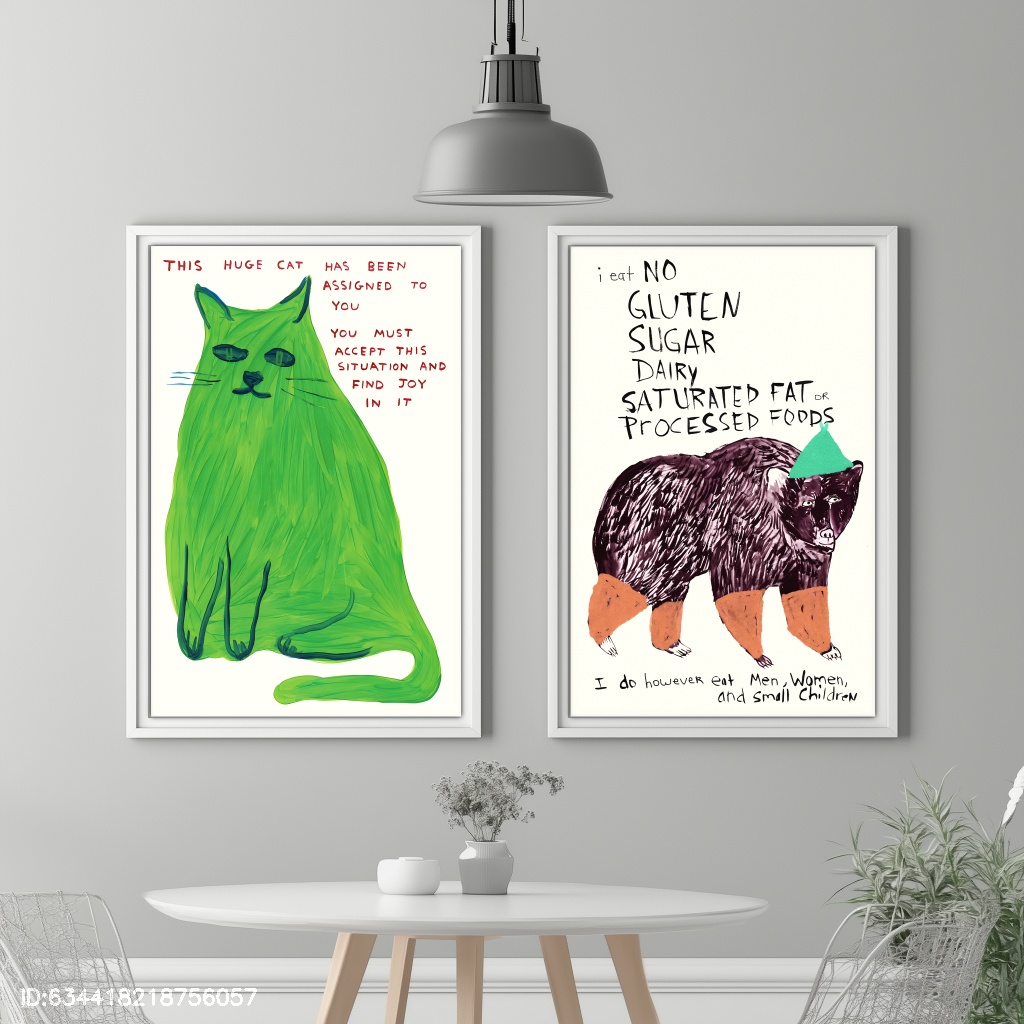 THIS HUGE CAT HAS BEEN
ASSIGNED TO
YOU
YOU MUST
ACCEPT THIS
SITUATION AND
FIND JOY
IN IT
i eat NO
GLUTEN
SUGAR
DAIRY
SATURATED FAT OR
PROCESSED FOODS
I do however eat Men, Women,
and Small Children
ID:634418218756057